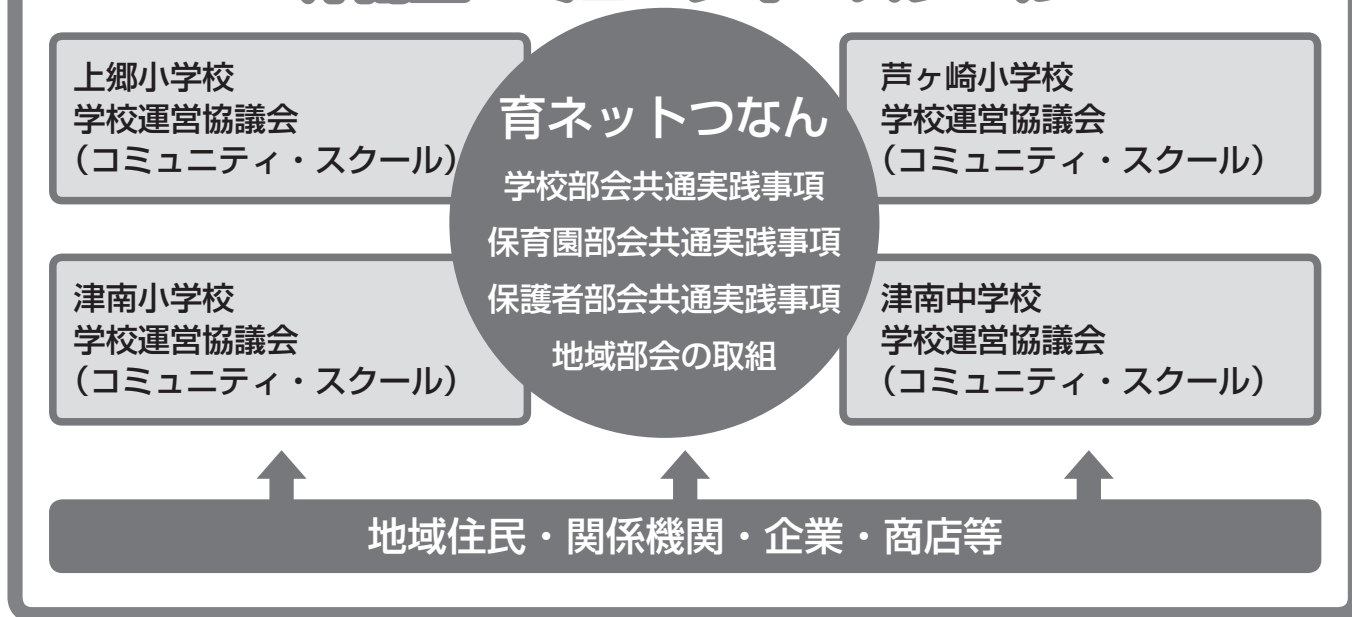 上郷小学校
学校運営協議会
(コミュニティ・スクール)
育ネットつなん
学校部会共通実践事項
保育園部会共通実践事項
保護者部会共通実践事項
地域部会の取組
芦ヶ崎小学校
学校運営協議会
(コミュニティ・スクール)
津南小学校
学校運営協議会
(コミュニティ・スクール)
津南中学校
学校運営協議会
(コミュニティ・スクール)
地域住民・関係機関・企業・商店等